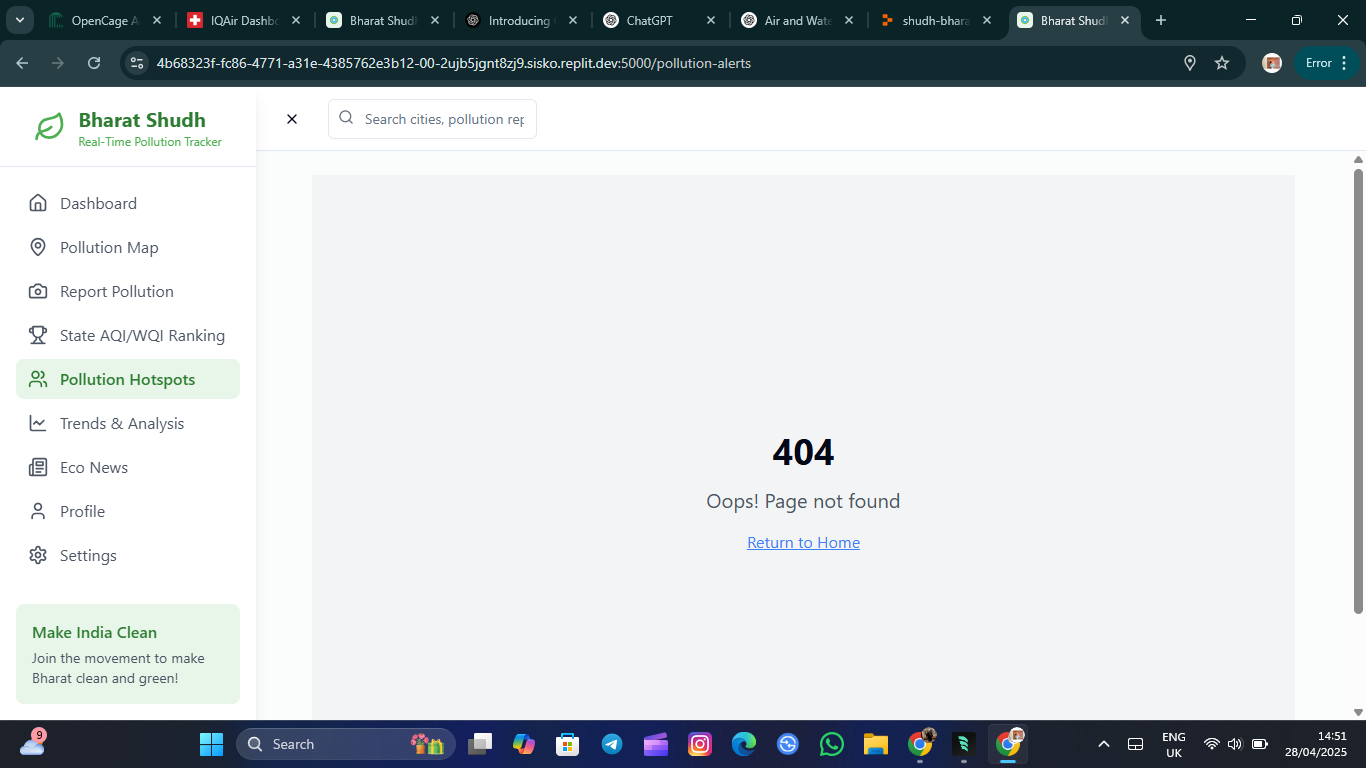 OpenCage A
IQAir Dashbo
Bharat Shud
Introducing
ChatGPT
Air and Wate
shudh-bhara
Bharat Shud
4b68323f-fc86-4771-a31e-4385762e3b12-00-2ujb5jgnt8zj9.sisko.replit.dev:5000/pollution-alerts
Error
Bharat Shudh
Real-Time Pollution Tracker
Search cities, pollution rep
Dashboard
Pollution Map
Report Pollution
State AQI/WQI Ranking
Pollution Hotspots
Trends & Analysis
Eco News
Profile
Settings
Make India Clean
Join the movement to make
Bharat clean and green!
404
Oops! Page not found
Return to Home
9
Search
ENG
UK
14:51
28/04/2025